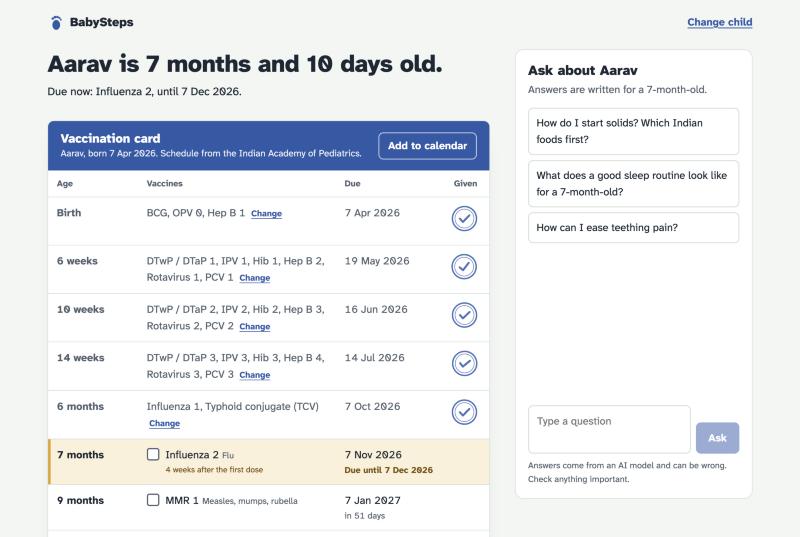 BabySteps
Change child
Aarav is 7 months and 10 days old.
Due now: Influenza 2, until 7 Dec 2026.
Vaccination card
Aarav, born 7 Apr 2026. Schedule from the Indian Academy of Pediatrics.
Add to calendar
Age Vaccines Due Given
Birth BCG, OPV 0, Hep B 1 Change 7 Apr 2026
6 weeks DTwP / DTaP 1, IPV 1, Hib 1, Hep B 2, 19 May 2026
Rotavirus 1, PCV 1 Change
10 weeks DTwP / DTaP 2, IPV 2, Hib 2, Hep B 3, 16 Jun 2026
Rotavirus 2, PCV 2 Change
14 weeks DTwP / DTaP 3, IPV 3, Hib 3, Hep B 4, 14 Jul 2026
Rotavirus 3, PCV 3 Change
6 months Influenza 1, Typhoid conjugate (TCV) 7 Oct 2026
Change
7 months Influenza 2 Flu 7 Nov 2026
4 weeks after the first dose Due until 7 Dec 2026
9 months MMR 1 Measles, mumps, rubella 7 Jan 2027
in 51 days
Ask about Aarav
Answers are written for a 7-month-old.
How do I start solids? Which Indian
foods first?
What does a good sleep routine look like
for a 7-month-old?
How can I ease teething pain?
Type a question
Ask
Answers come from an AI model and can be wrong.
Check anything important.